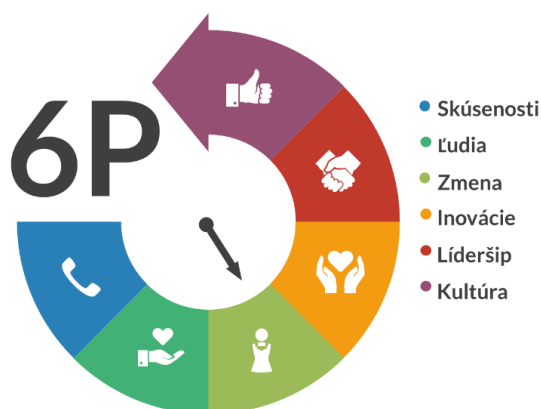 6P
Skúsenosti
Ľudia
Zmena
Inovácie
Líderšip
Kultúra